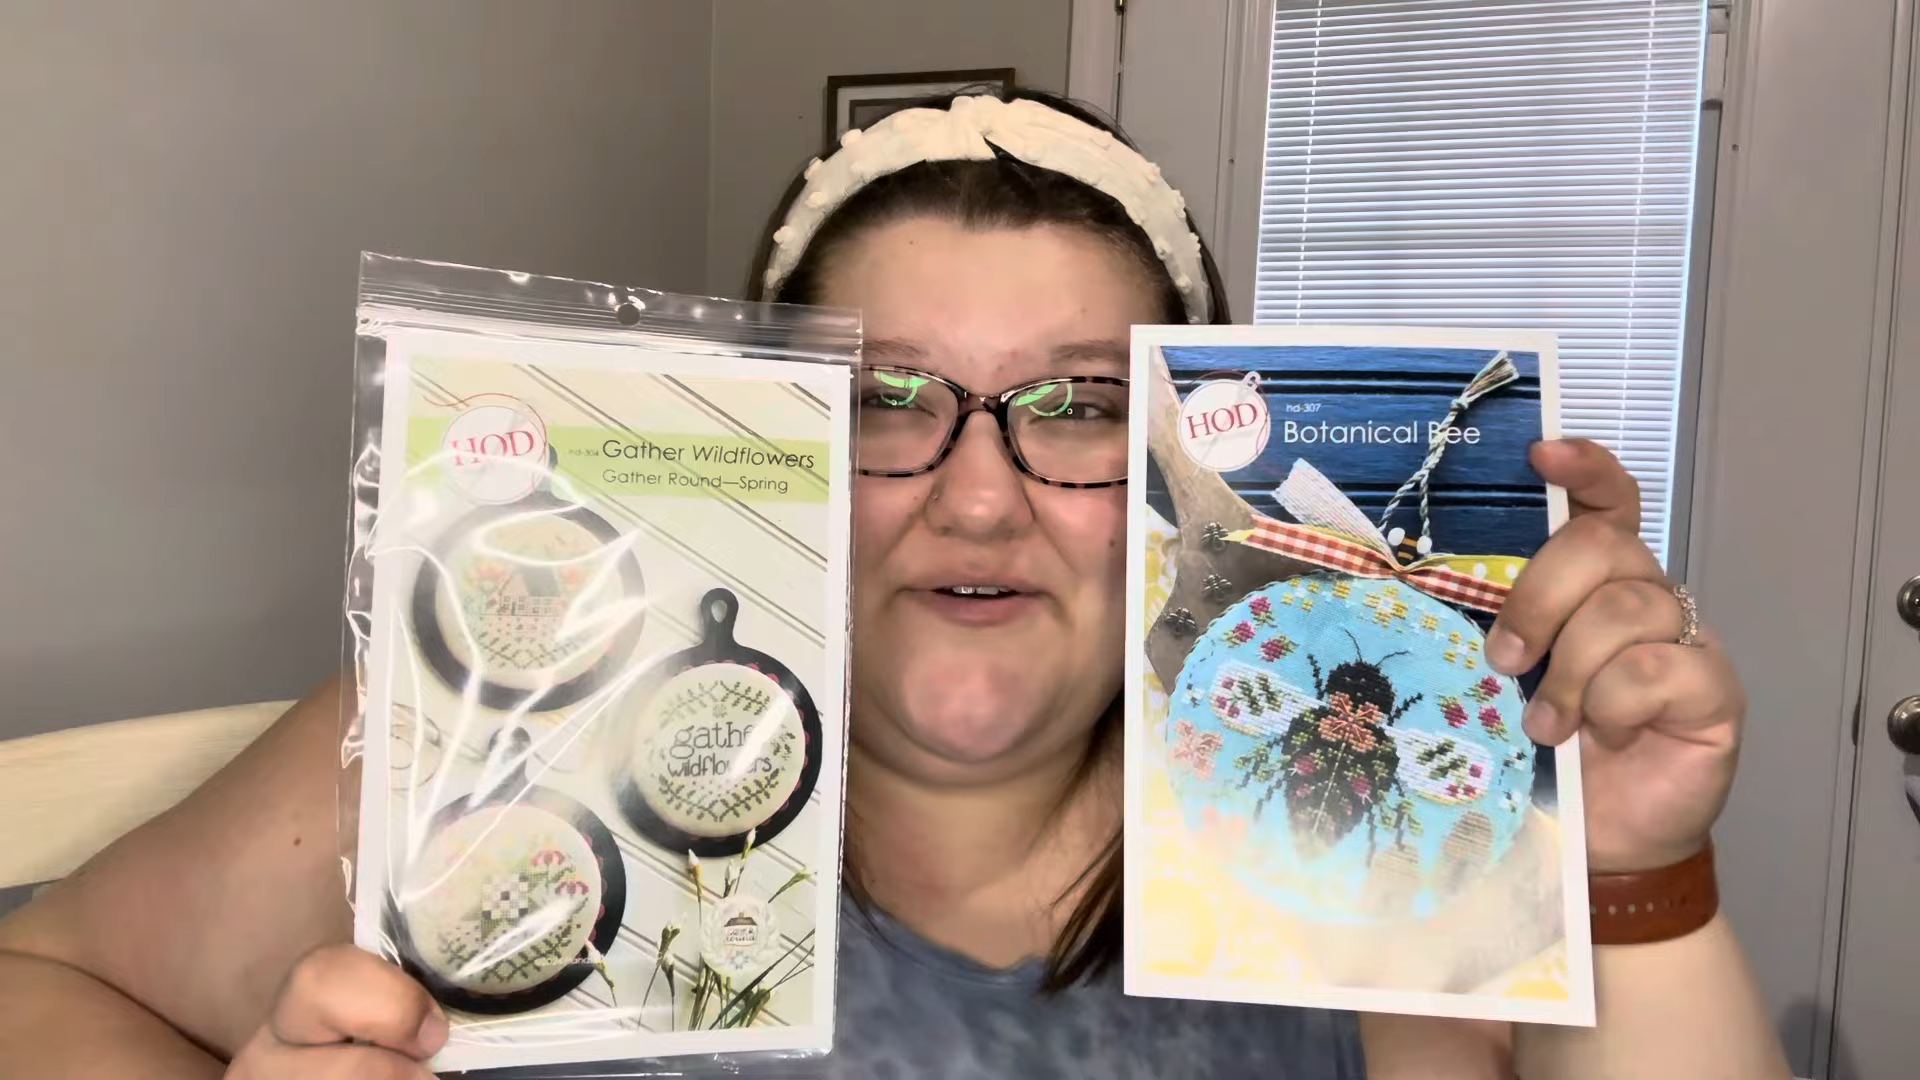 HOD
hd-304 Gather Wildflowers
Gather Round—Spring
gather
wildflowers
HOD
hd-307
Botanical Bee